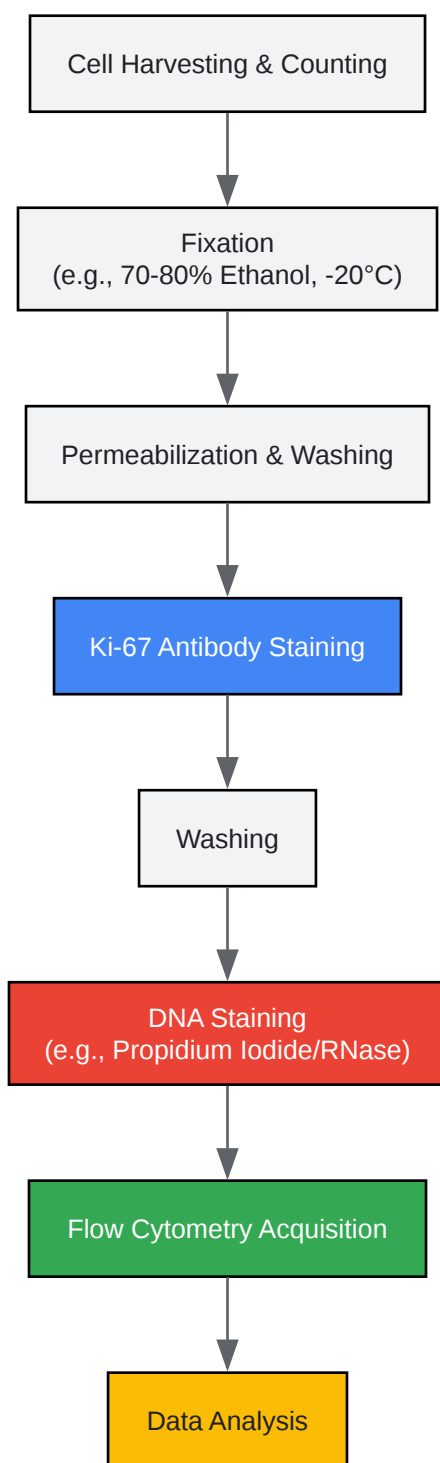 Cell Harvesting & Counting
Fixation
(e.g., 70-80% Ethanol, -20°C)
Permeabilization & Washing
Ki-67 Antibody Staining
Washing
DNA Staining
(e.g., Propidium Iodide/RNase)
Flow Cytometry Acquisition
Data Analysis